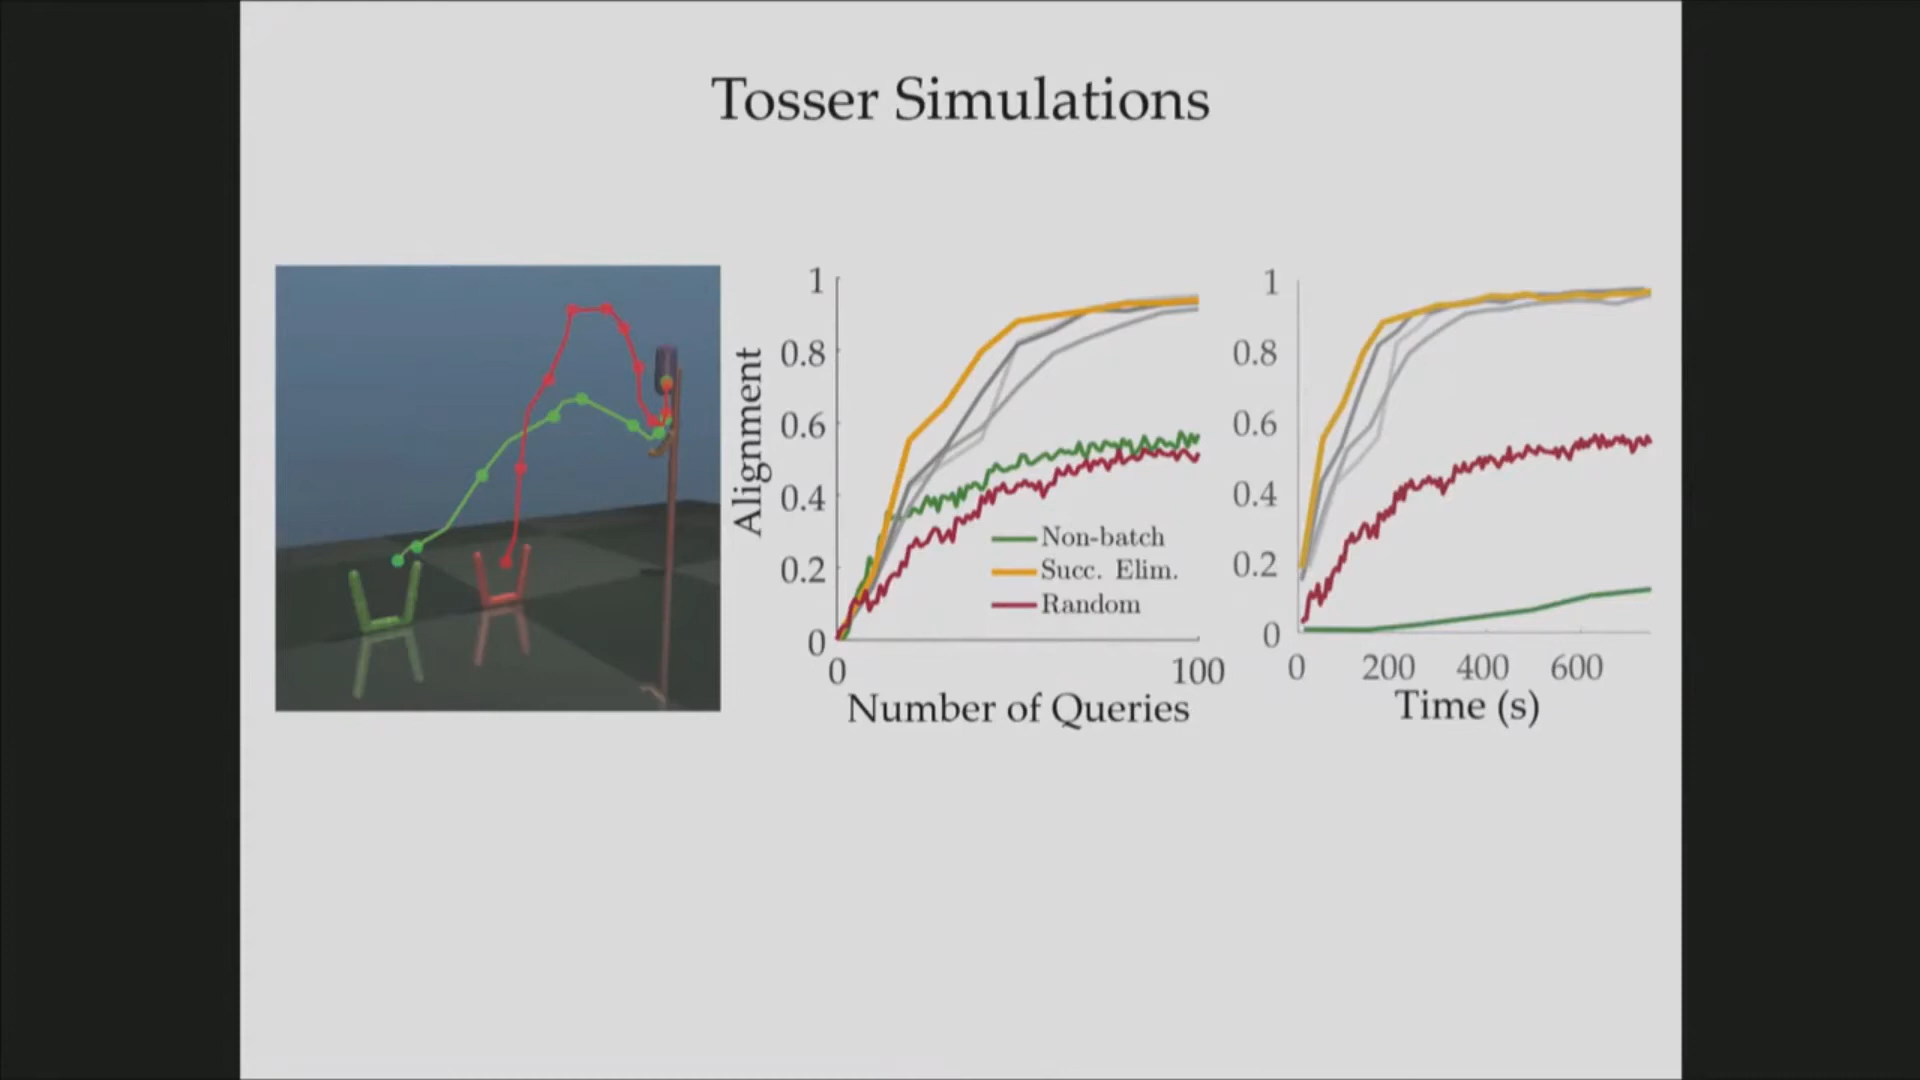 Tosser Simulations
Alignment
1
0.8
0.6
0.4
0.2
0
0
100
Number of Queries
Non-batch
Succ. Elim.
Random
1
0.8
0.6
0.4
0.2
0
0
200
400
600
Time (s)